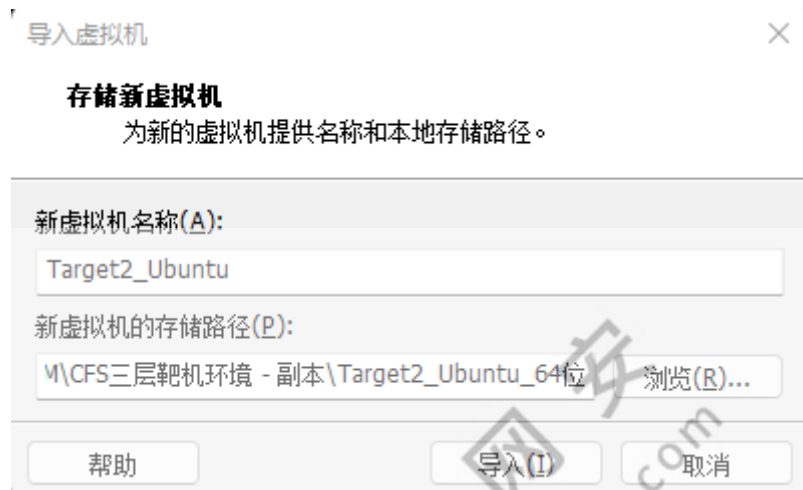 导入虚拟机
存储新虚拟机
为新的虚拟机提供名称和本地存储路径。
新虚拟机名称(A):
Target2_Ubuntu
新虚拟机的存储路径(P):
\CFS三层靶机环境 - 副本\Target2_Ubuntu_64位 浏览(R)...
帮助 导入(I) 取消
网安
com